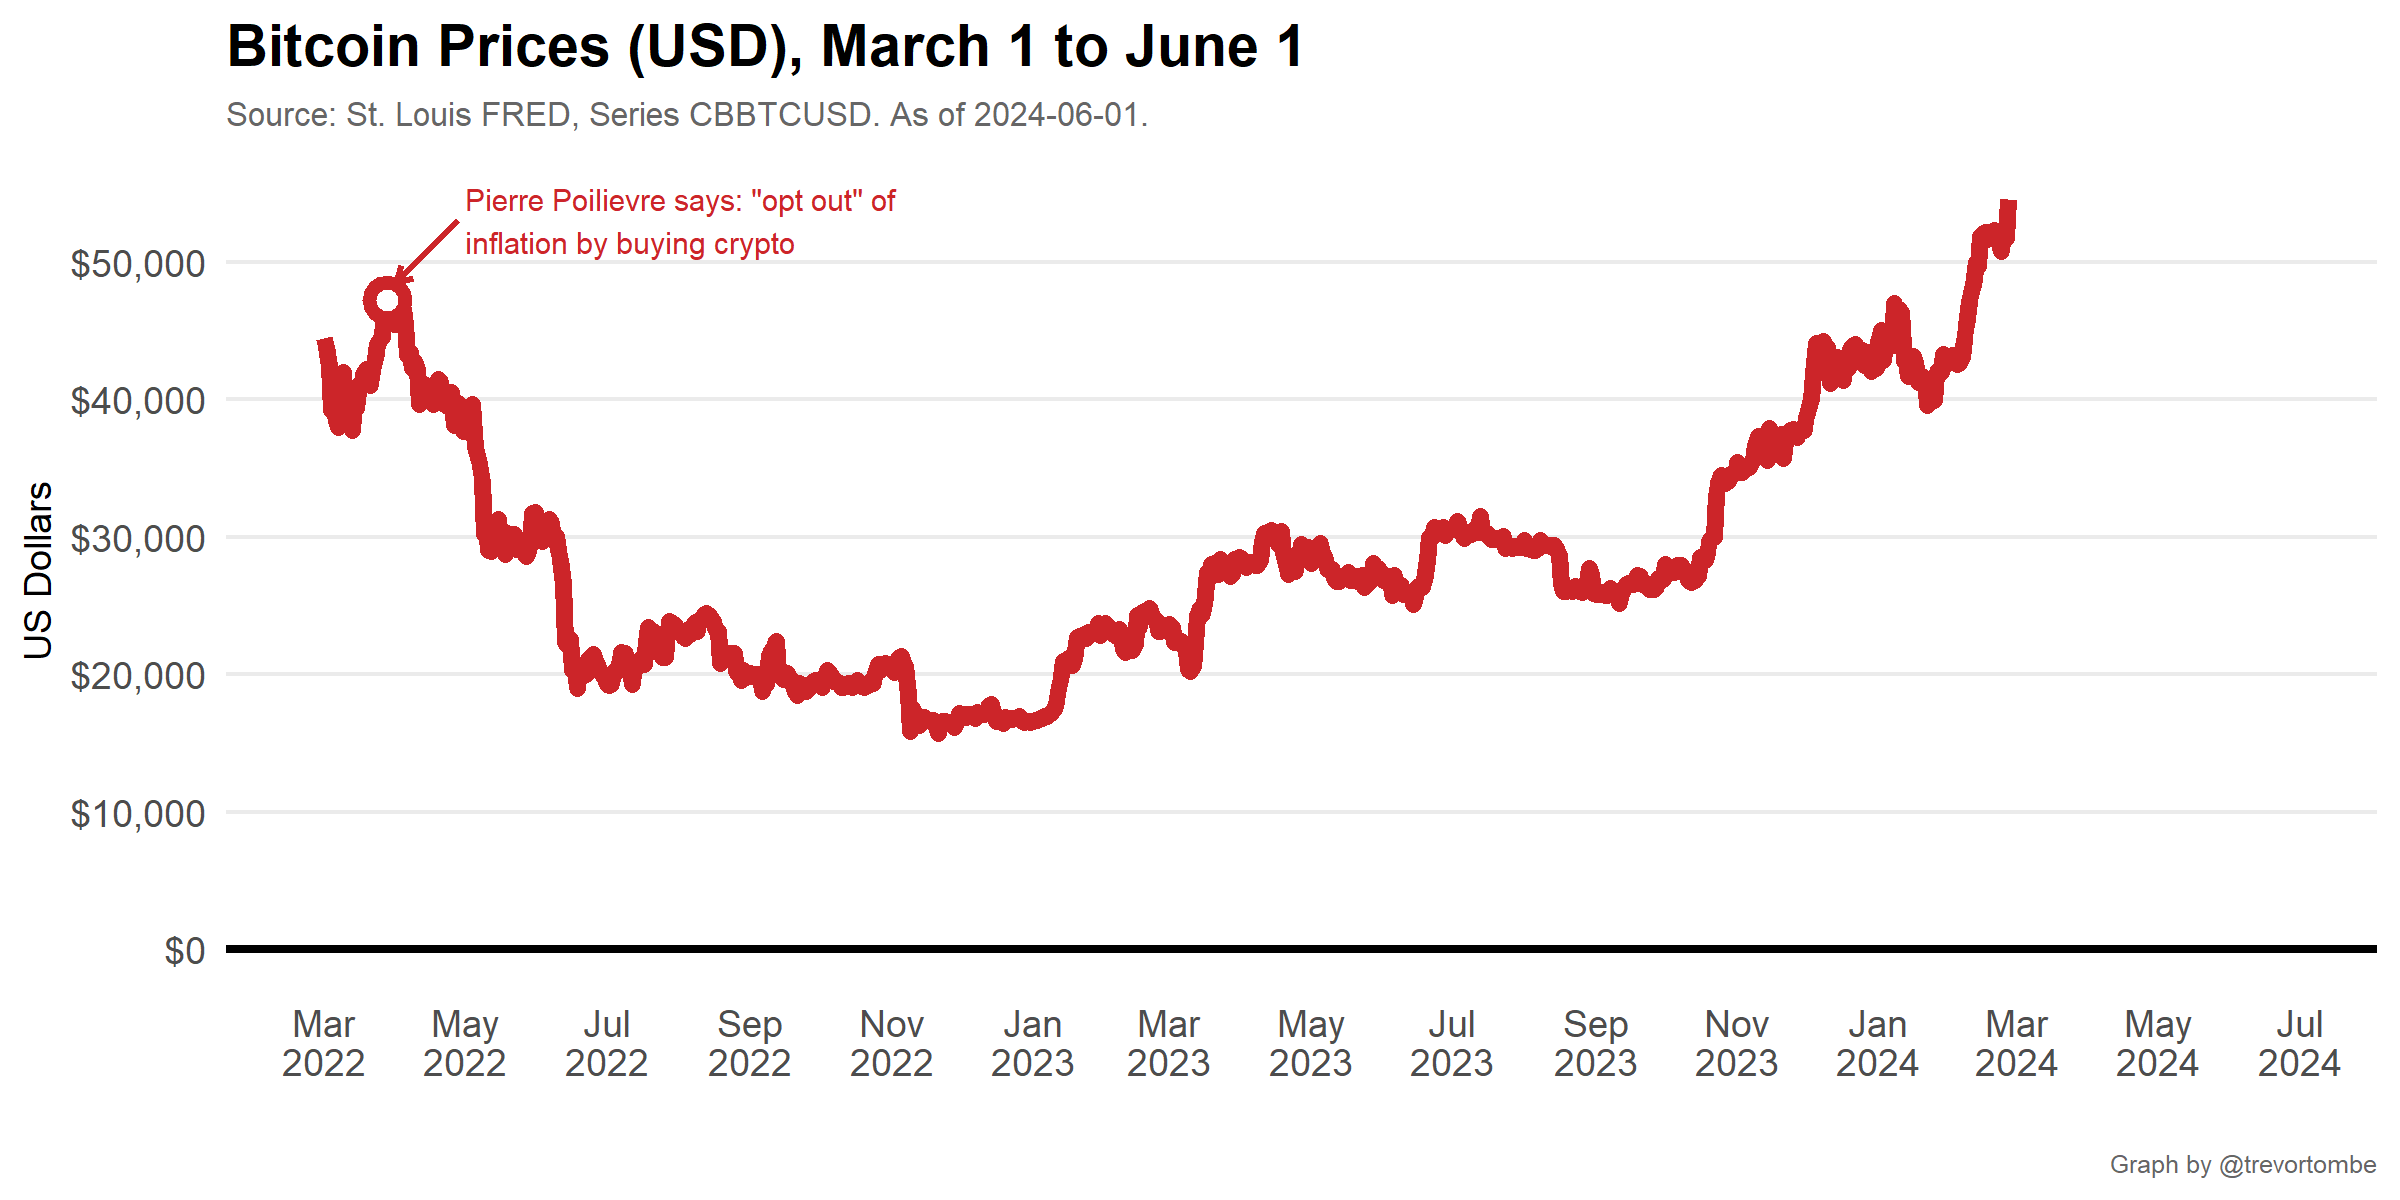 Bitcoin Prices (USD), March 1 to June 1
Source: St. Louis FRED, Series CBBTCUSD. As of 2024-06-01.
Pierre Poilievre says: "opt out" of
inflation by buying crypto
US Dollars
$50,000
$40,000
$30,000
$20,000
$10,000
$0
Mar May Jul Sep Nov Jan Mar May Jul Sep Nov Jan Mar May Jul
2022 2022 2022 2022 2022 2023 2023 2023 2023 2023 2023 2024 2024 2024 2024
Graph by @trevortombe